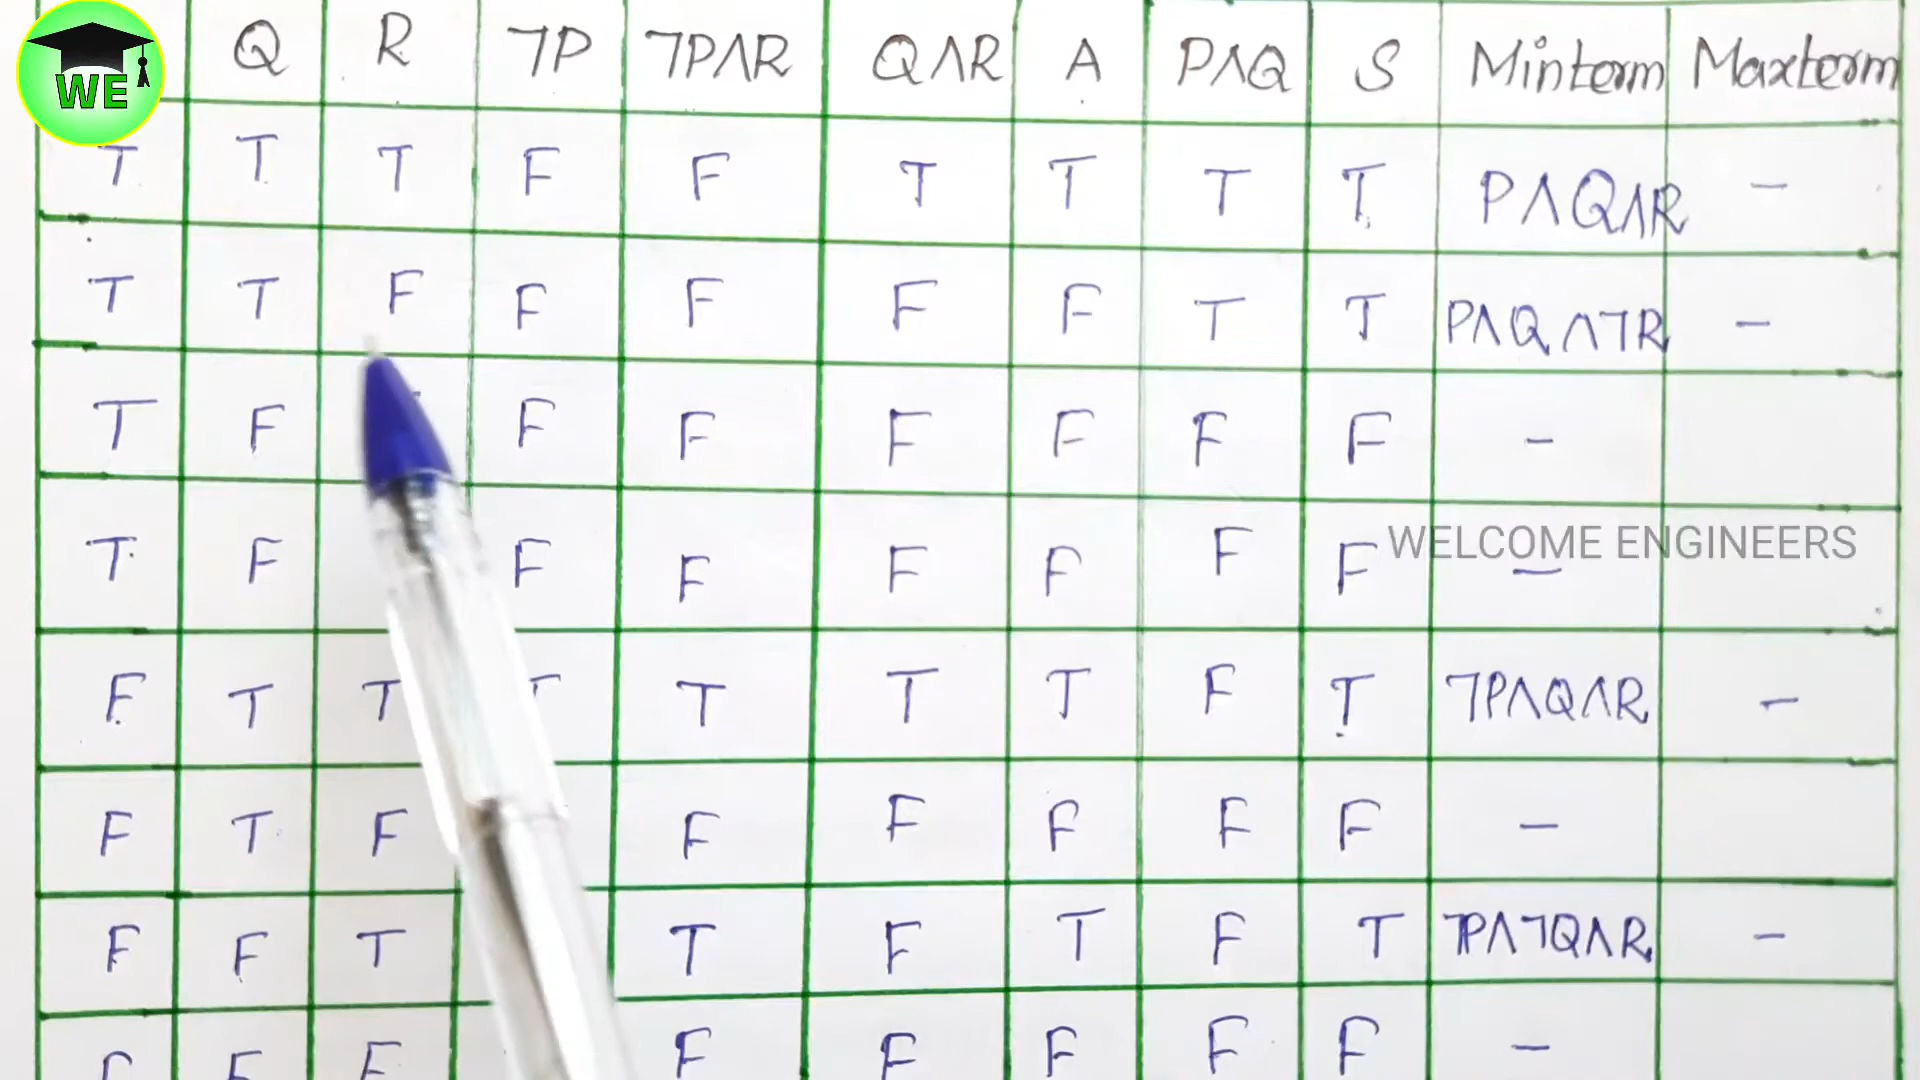 WE
Q R ¬P ¬P∧R Q∧R A P∧Q S Minterm Maxterm
T T T F F T T T T P∧Q∧R –
T T F F F F F T T P∧Q∧¬R –
T F F F F F F F –
T F F F F F F F –
WELCOME ENGINEERS
F T T T T T T F T ¬P∧Q∧R –
F T F F F F F F –
F F T T F T F T ¬P∧¬Q∧R –
F F F F F F F F –